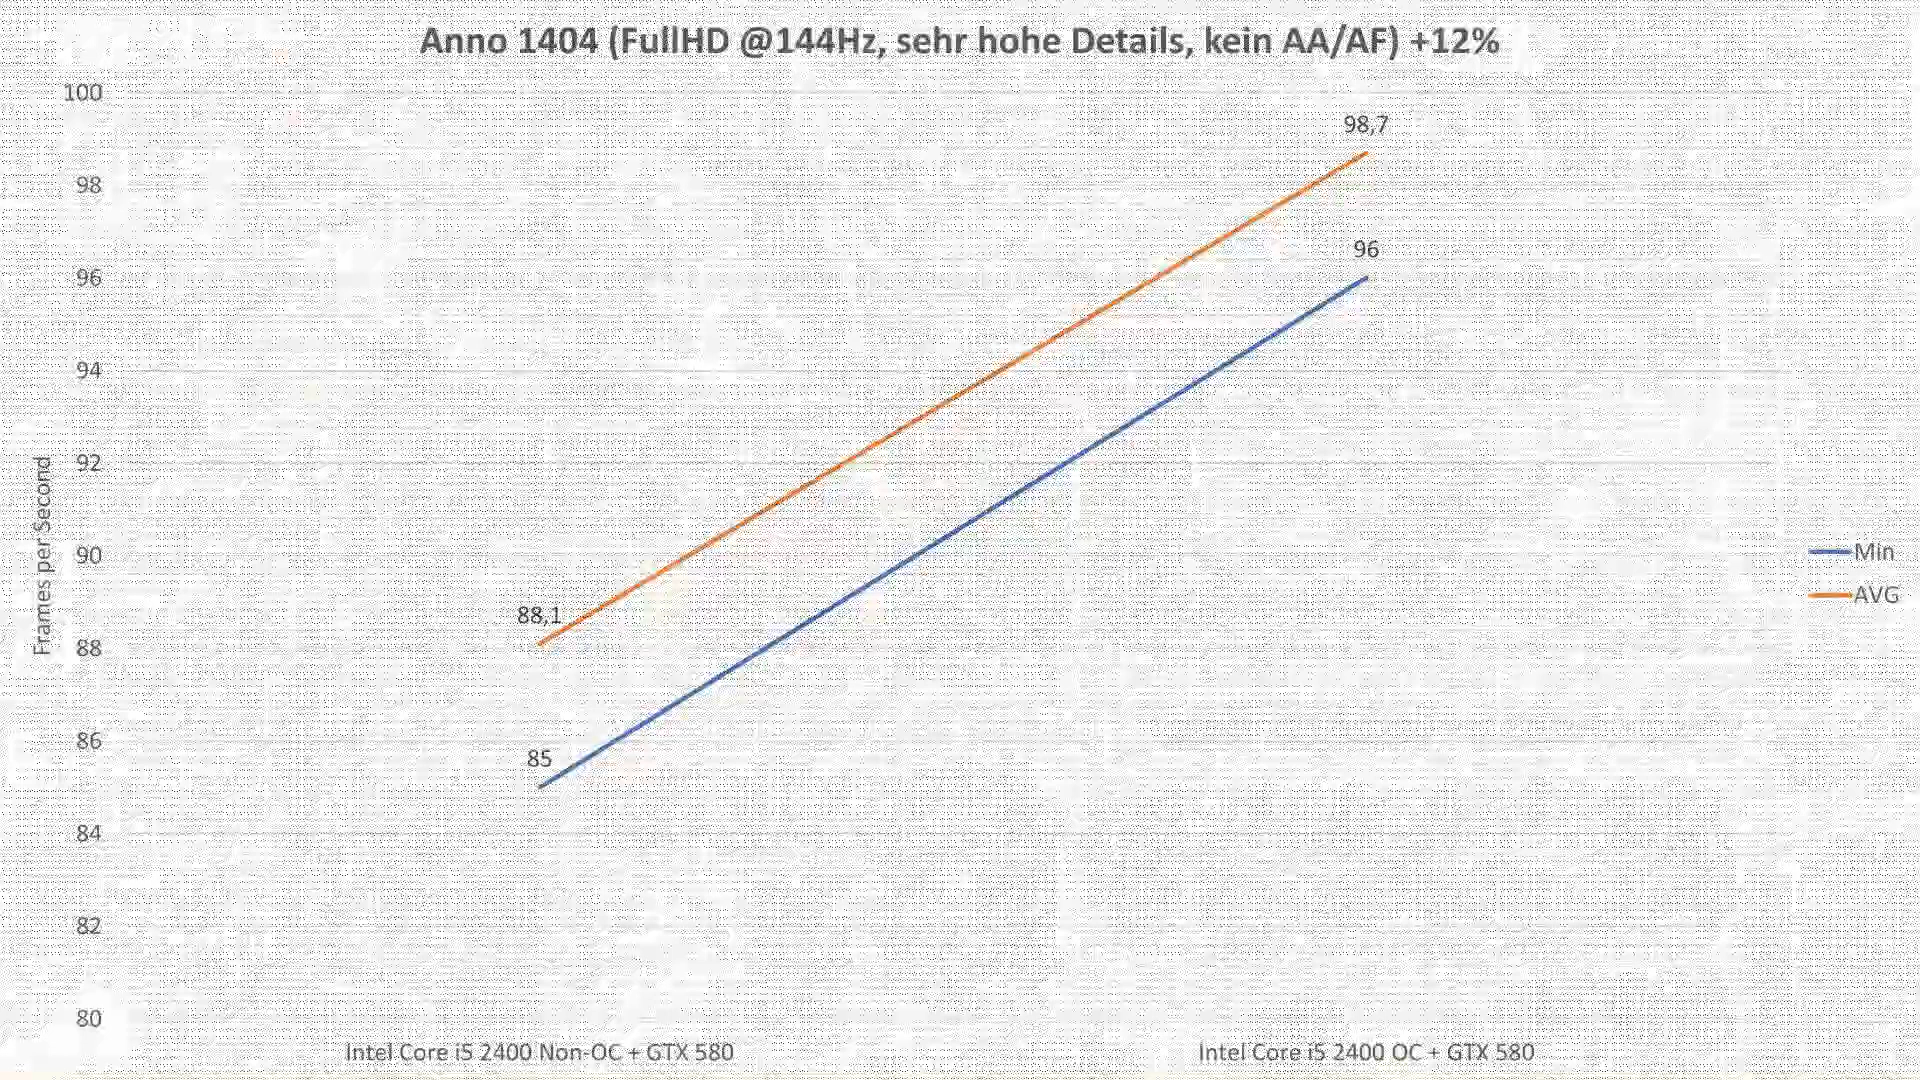 Anno 1404 (FullHD @144Hz, sehr hohe Details, kein AA/AF) +12%
100
98
96
94
92
90
88
86
84
82
80
Frames per Second
98,7
96
88,1
85
Min
AVG
Intel Core i5 2400 Non-OC + GTX 580
Intel Core i5 2400 OC + GTX 580